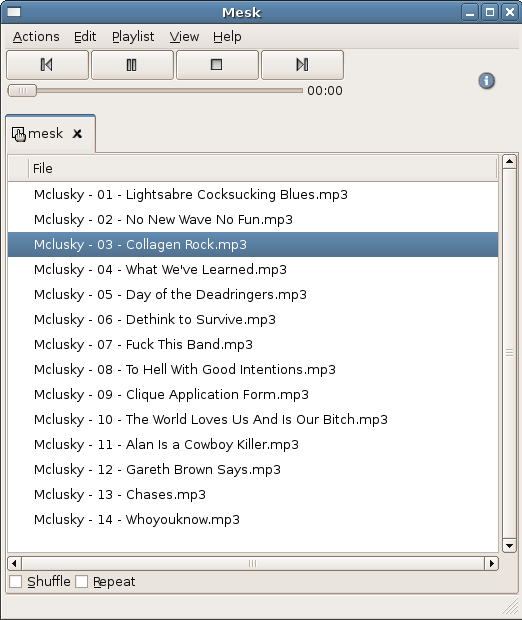 Mesk
Actions Edit Playlist View Help
00:00
mesk
File
Mclusky - 01 - Lightsabre Cocksucking Blues.mp3
Mclusky - 02 - No New Wave No Fun.mp3
Mclusky - 03 - Collagen Rock.mp3
Mclusky - 04 - What We've Learned.mp3
Mclusky - 05 - Day of the Deadringers.mp3
Mclusky - 06 - Dethink to Survive.mp3
Mclusky - 07 - Fuck This Band.mp3
Mclusky - 08 - To Hell With Good Intentions.mp3
Mclusky - 09 - Clique Application Form.mp3
Mclusky - 10 - The World Loves Us And Is Our Bitch.mp3
Mclusky - 11 - Alan Is a Cowboy Killer.mp3
Mclusky - 12 - Gareth Brown Says.mp3
Mclusky - 13 - Chases.mp3
Mclusky - 14 - Whoyouknow.mp3
Shuffle Repeat